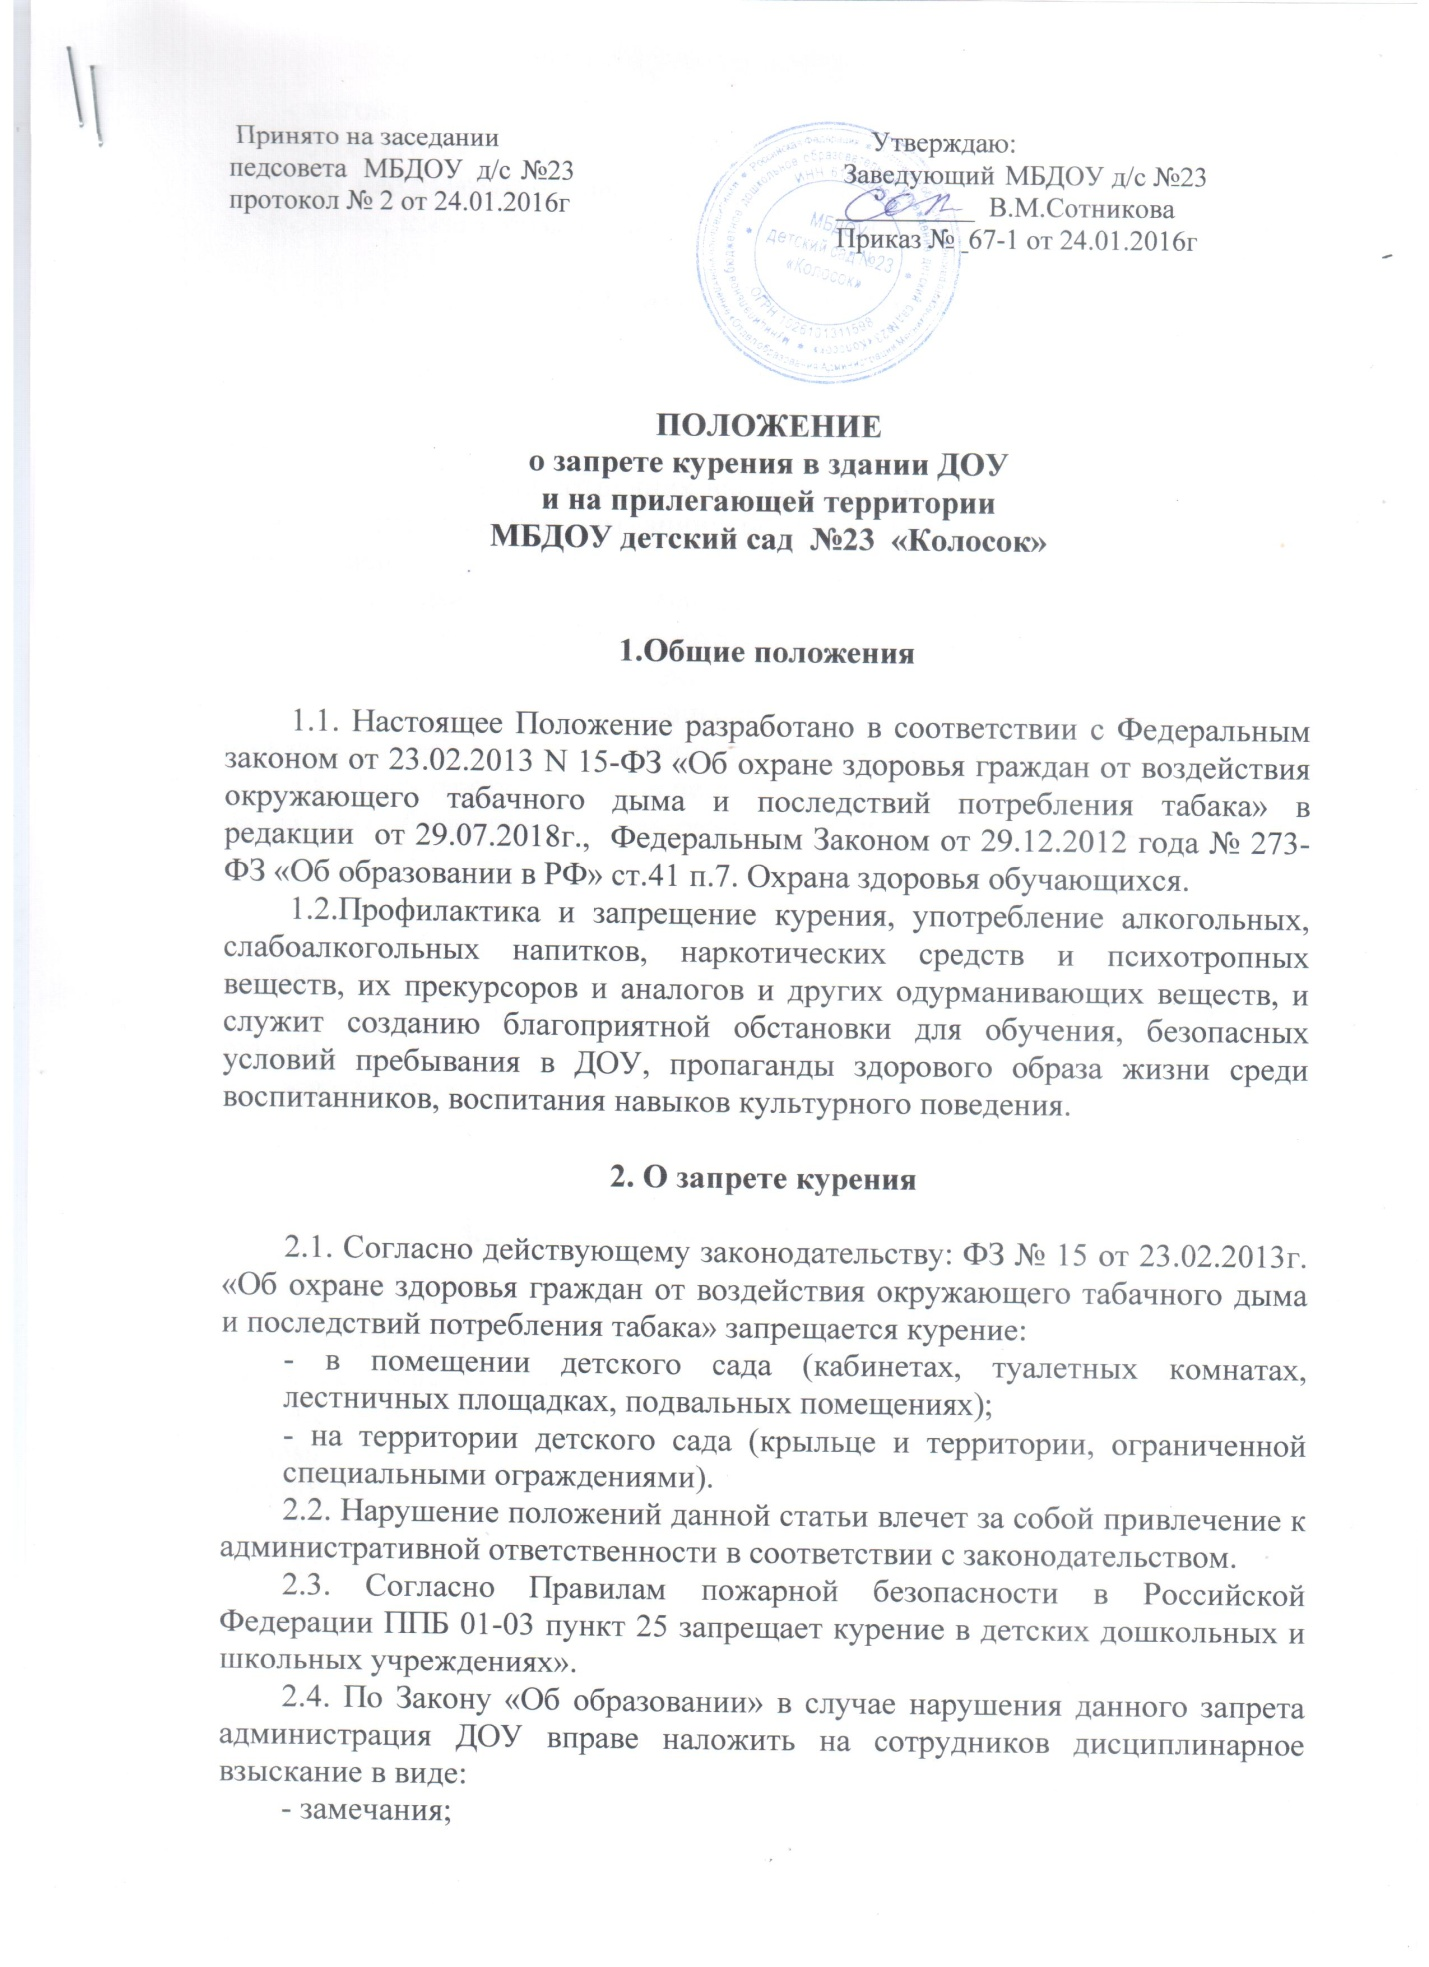 Принято на заседании
педсовета МБДОУ д/с №23
протокол № 2 от 24.01.2016г
Утверждаю:
Заведующий МБДОУ д/с №23
В.М.Сотникова
Приказ № _67-1 от 24.01.2016г
МБДОУ
детский сад №23
«Колосок»
ПОЛОЖЕНИЕ
о запрете курения в здании ДОУ
и на прилегающей территории
МБДОУ детский сад №23 «Колосок»
1.Общие положения
1.1. Настоящее Положение разработано в соответствии с Федеральным
законом от 23.02.2013 N 15-ФЗ «Об охране здоровья граждан от воздействия
окружающего табачного дыма и последствий потребления табака» в
редакции от 29.07.2018г., Федеральным Законом от 29.12.2012 года № 273-
ФЗ «Об образовании в РФ» ст.41 п.7. Охрана здоровья обучающихся.
1.2.Профилактика и запрещение курения, употребление алкогольных,
слабоалкогольных напитков, наркотических средств и психотропных
веществ, их прекурсоров и аналогов и других одурманивающих веществ, и
служит созданию благоприятной обстановки для обучения, безопасных
условий пребывания в ДОУ, пропаганды здорового образа жизни среди
воспитанников, воспитания навыков культурного поведения.
2. О запрете курения
2.1. Согласно действующему законодательству: ФЗ № 15 от 23.02.2013г.
«Об охране здоровья граждан от воздействия окружающего табачного дыма
и последствий потребления табака» запрещается курение:
- в помещении детского сада (кабинетах, туалетных комнатах,
лестничных площадках, подвальных помещениях);
- на территории детского сада (крыльце и территории, ограниченной
специальными ограждениями).
2.2. Нарушение положений данной статьи влечет за собой привлечение к
административной ответственности в соответствии с законодательством.
2.3. Согласно Правилам пожарной безопасности в Российской
Федерации ППБ 01-03 пункт 25 запрещает курение в детских дошкольных и
школьных учреждениях».
2.4. По Закону «Об образовании» в случае нарушения данного запрета
администрация ДОУ вправе наложить на сотрудников дисциплинарное
взыскание в виде:
- замечания;